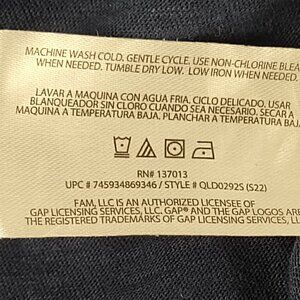 MACHINE WASH COLD. GENTLE CYCLE. USE NON-CHLORINE
WHEN NEEDED. TUMBLE DRY LOW. LOW IRON WHEN NEEDED.
LAVAR A MAQUINA CON AGUA FRIA. CICLO DELICADO. USAR
BLANQUEADOR SIN CLORO CUANDO SEA NECESARIO. SECAR A
MAQUINA A TEMPERATURA BAJA. PLANCHAR A TEMPERATURA
RN# 137013
UPC # 745934869346 / STYLE # QLD0292S (S22)
FAM, LLC IS AN AUTHORIZED LICENSEE OF
GAP LICENSING SERVICES, LLC. GAP® AND THE GAP LOGOS ARE
THE REGISTERED TRADEMARKS OF GAP LICENSING SERVICES,